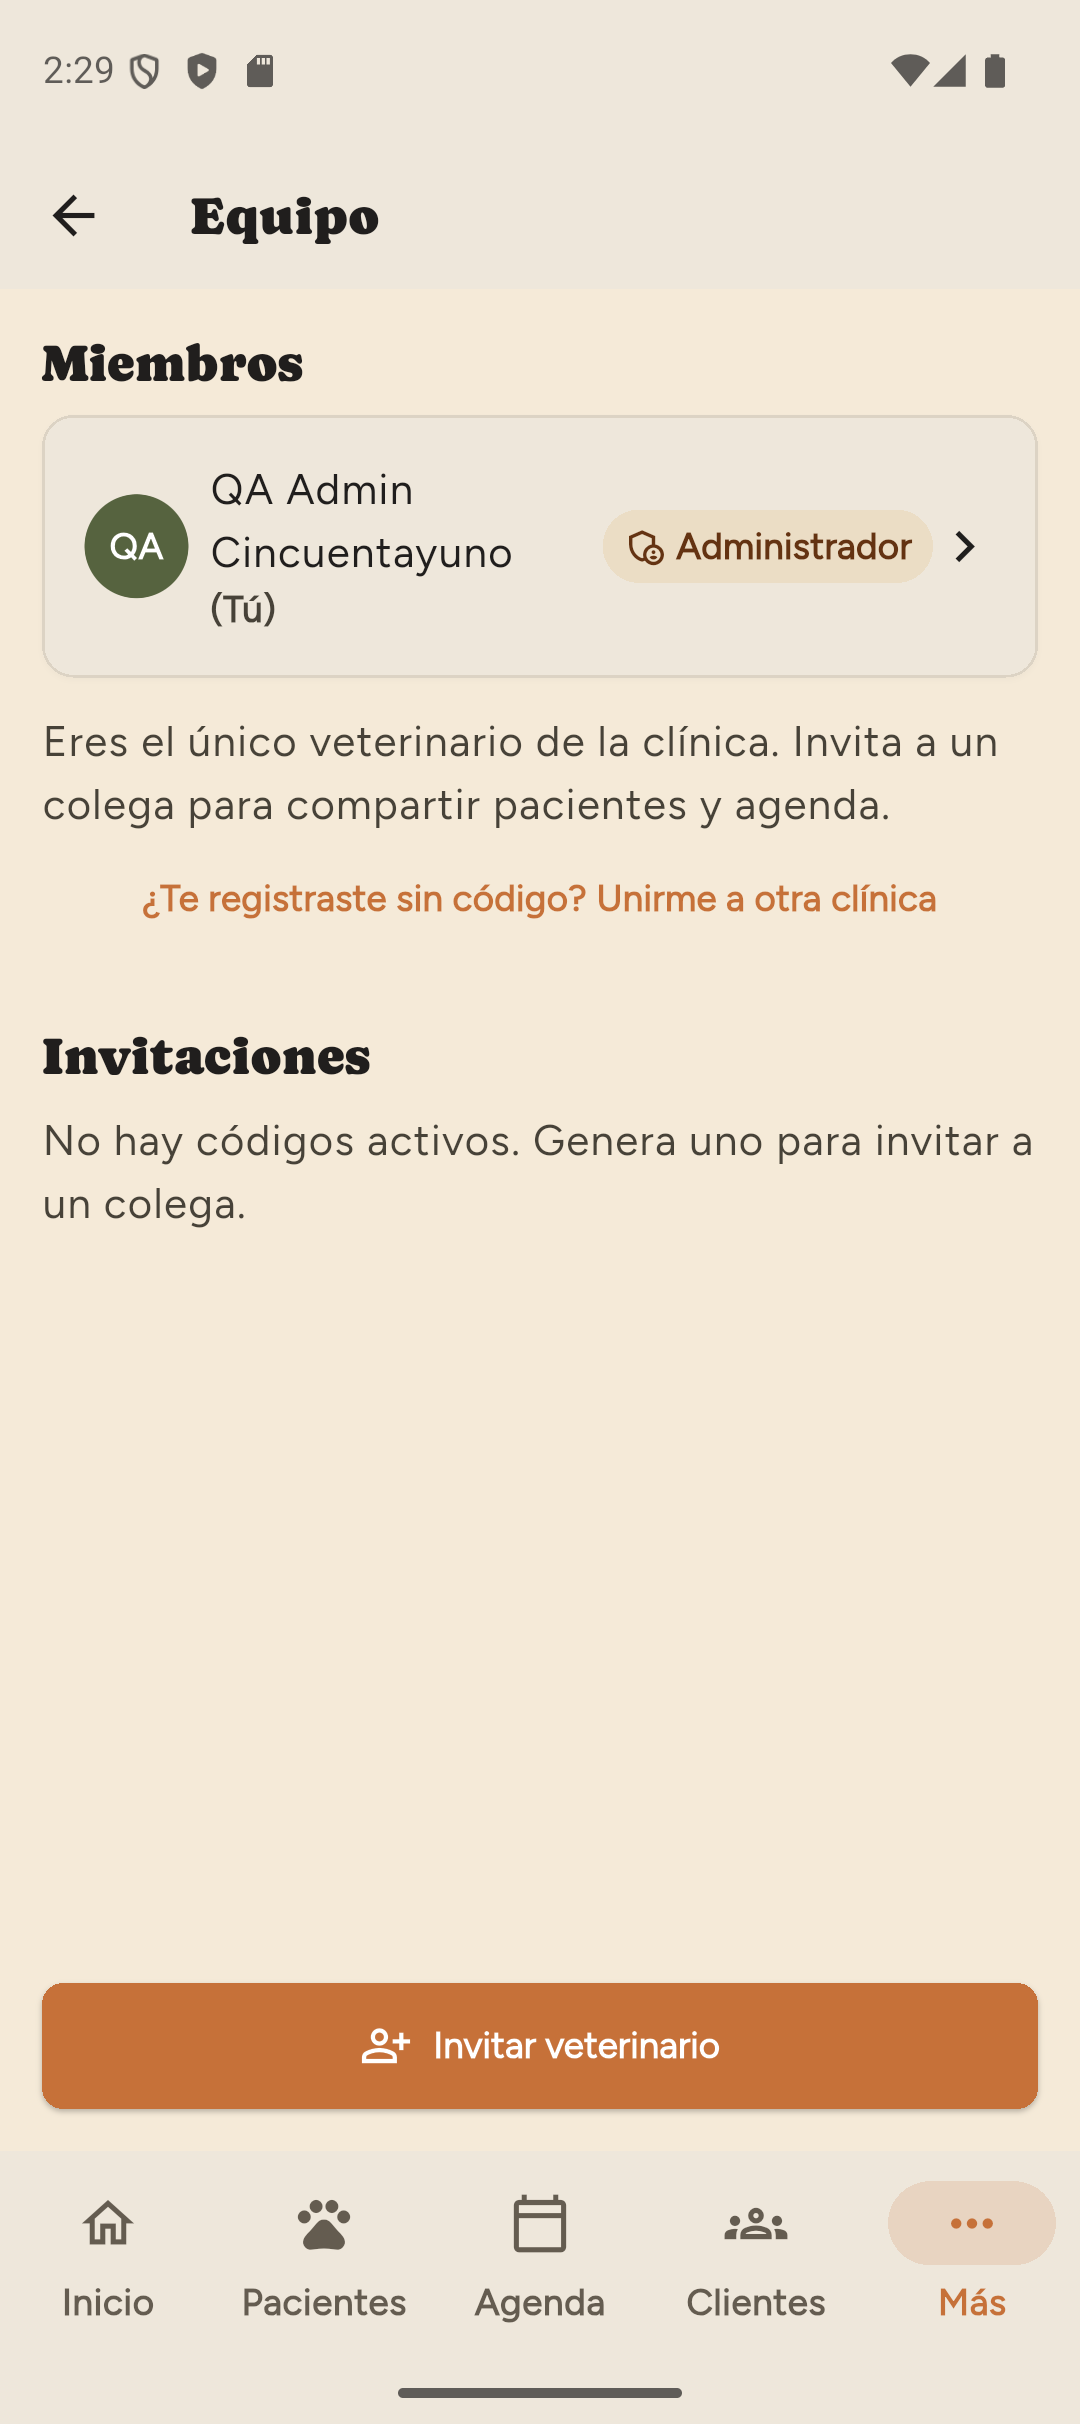 2:29
Equipo
Miembros
QA
QA Admin
Cincuentayuno
(Tú)
Administrador
Eres el único veterinario de la clínica. Invita a un
colega para compartir pacientes y agenda.
¿Te registraste sin código? Unirme a otra clínica
Invitaciones
No hay códigos activos. Genera uno para invitar a
un colega.
Invitar veterinario
Inicio
Pacientes
Agenda
Clientes
Más